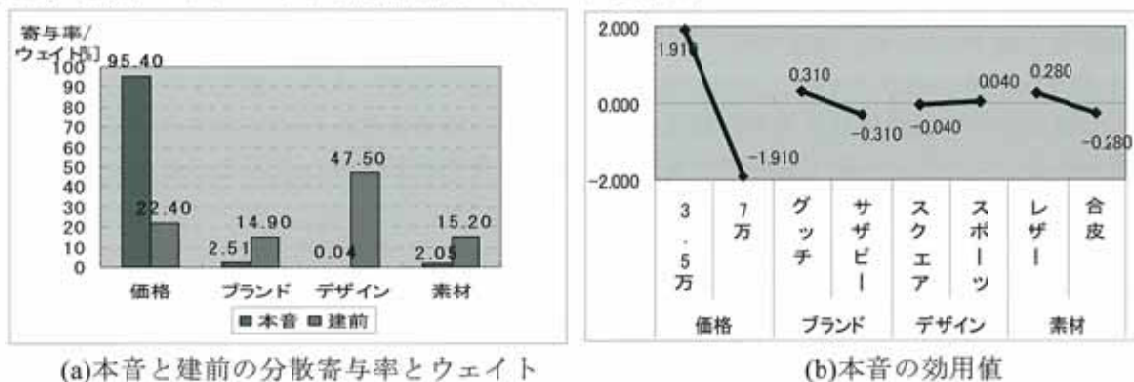 寄与率/
ウェイト[%]
100
90
80
70
60
50
40
30
20
10
0
95.40
22.40
2.51
14.90
0.04
47.50
2.05
15.20
価格 ブランド デザイン 素材
■本音 ■建前
(a)本音と建前の分散寄与率とウェイト
2.000
0.000
-2.000
1.910
-1.910
0.310
-0.310
-0.040
0.040
0.280
-0.280
3.5万
7万
グッチ
サザビー
スクエア
スポーツ
レザー
合皮
価格 ブランド デザイン 素材
(b)本音の効用値